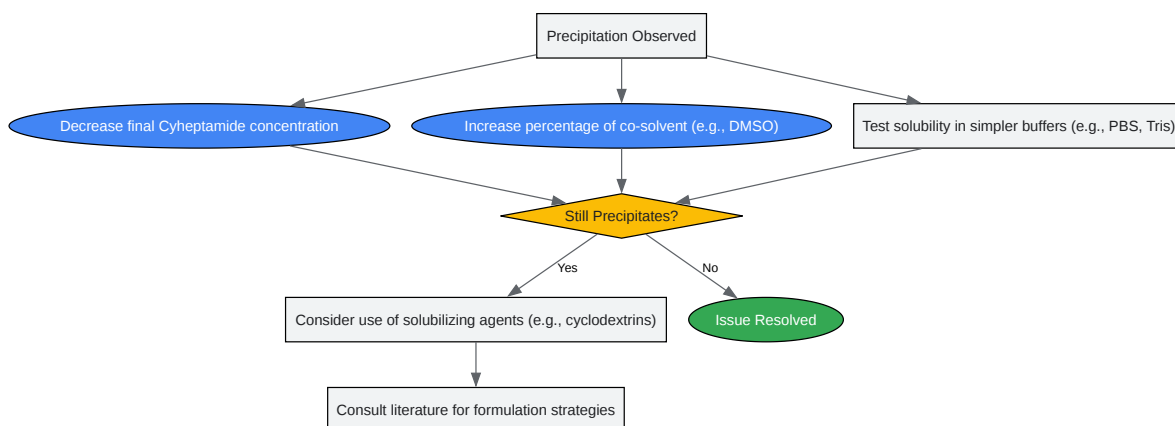 Precipitation Observed
Decrease final Cyheptamide concentration
Increase percentage of co-solvent (e.g., DMSO)
Test solubility in simpler buffers (e.g., PBS, Tris)
Still Precipitates?
Yes
No
Consider use of solubilizing agents (e.g., cyclodextrins)
Issue Resolved
Consult literature for formulation strategies